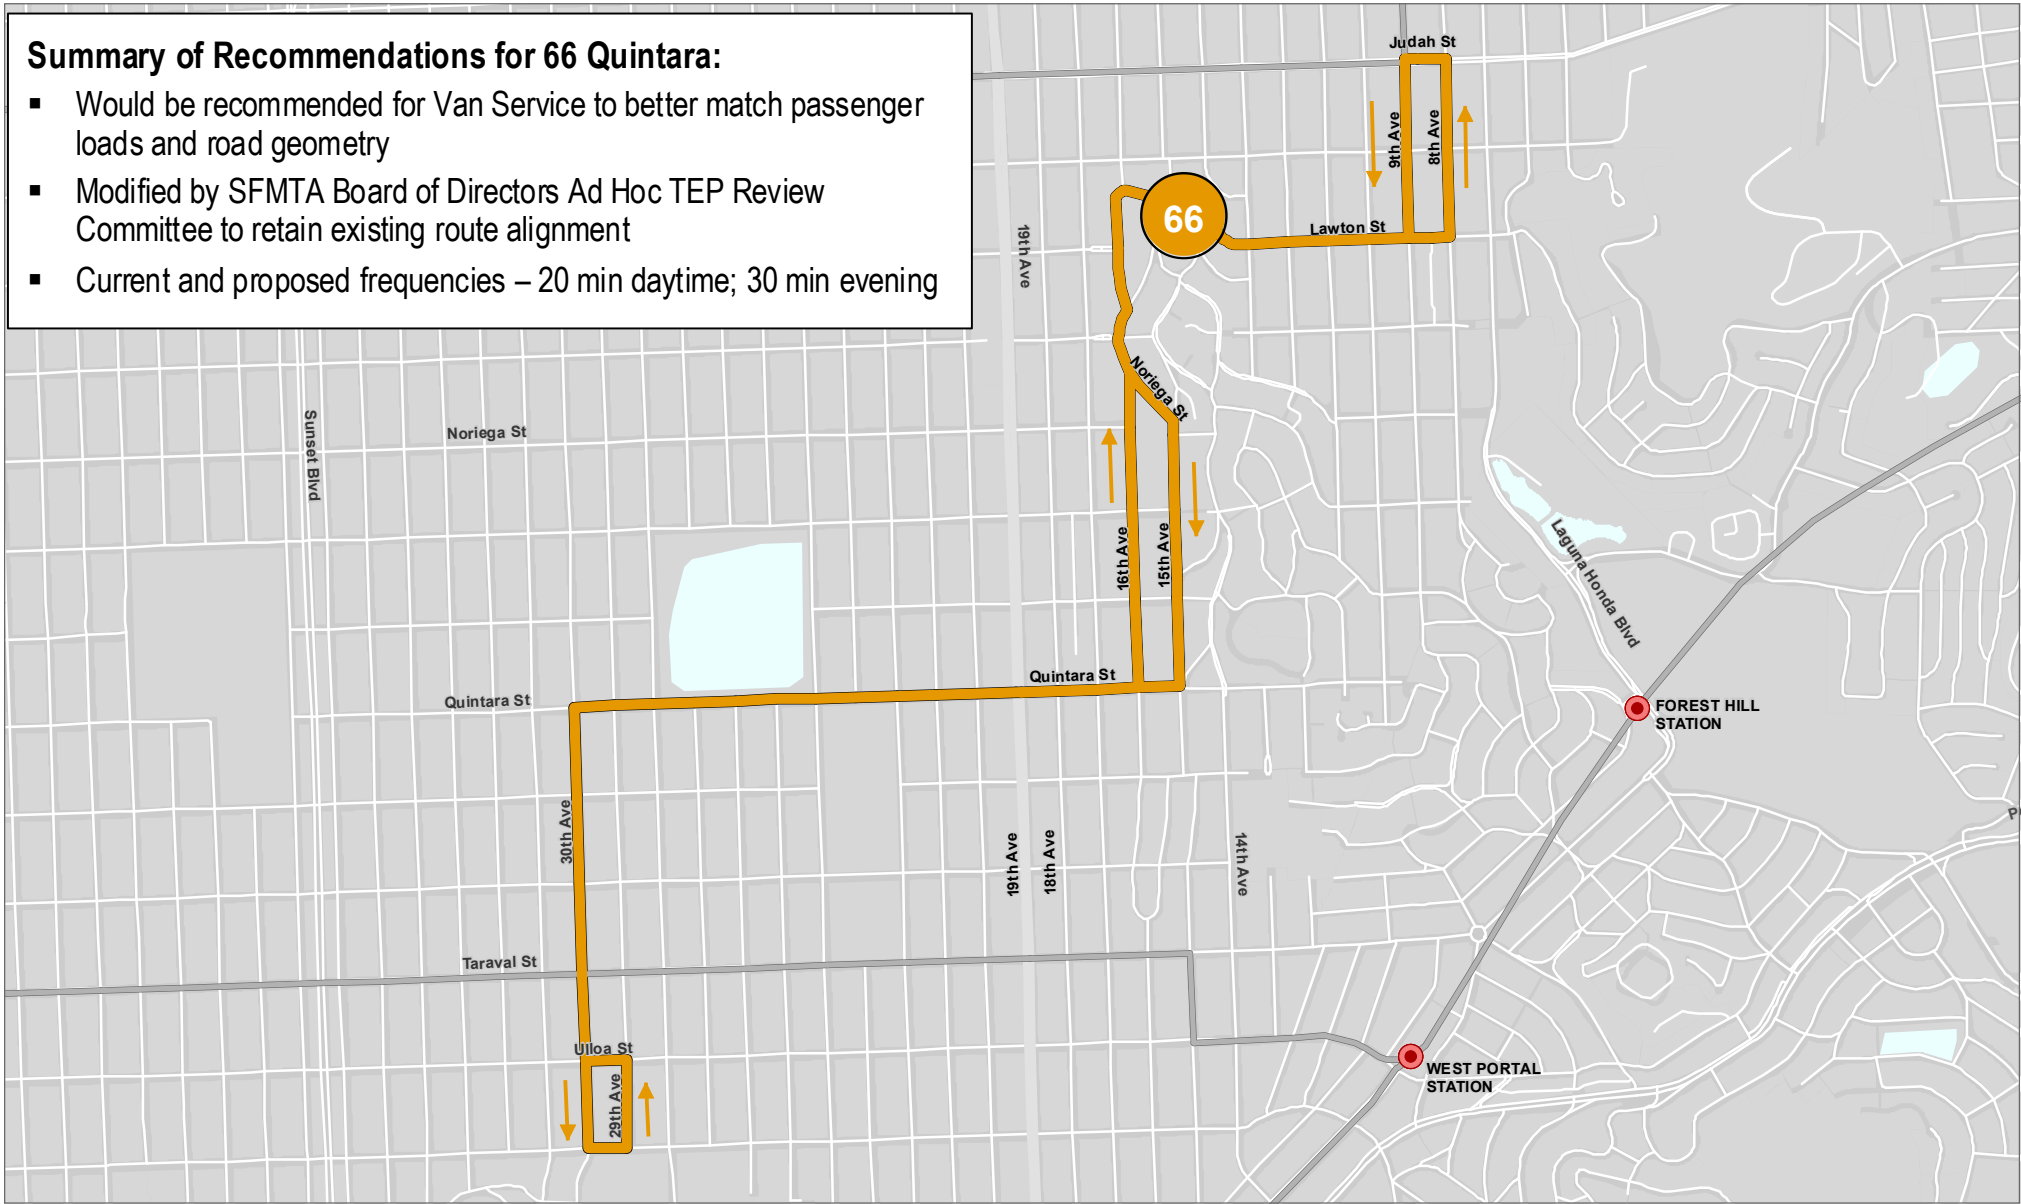 Summary of Recommendations for 66 Quintara:
▪ Would be recommended for Van Service to better match passenger
loads and road geometry
▪ Modified by SFMTA Board of Directors Ad Hoc TEP Review
Committee to retain existing route alignment
▪ Current and proposed frequencies – 20 min daytime; 30 min evening
Judah St
9th Ave
8th Ave
66
Lawton St
19th Ave
Noriega St
Sunset Blvd
Noriega St
16th Ave
15th Ave
Laguna Honda Blvd
Quintara St
Quintara St
FOREST HILL
STATION
30th Ave
19th Ave
18th Ave
14th Ave
Taraval St
Ulloa St
29th Ave
WEST PORTAL
STATION